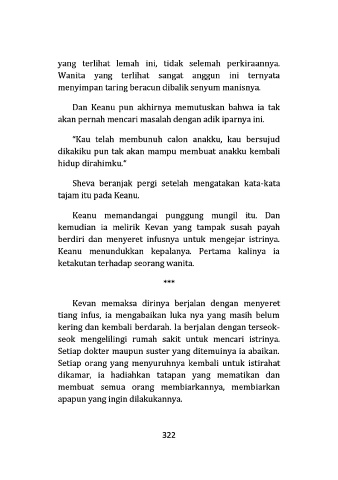 yang terlihat lemah ini, tidak selemah perkiraannya.
Wanita yang terlihat sangat anggun ini ternyata
menyimpan taring beracun dibalik senyum manisnya.
Dan Keanu pun akhirnya memutuskan bahwa ia tak
akan pernah mencari masalah dengan adik iparnya ini.
"Kau telah membunuh calon anakku, kau bersujud
dikakiku pun tak akan mampu membuat anakku kembali
hidup dirahimku."
Sheva beranjak pergi setelah mengatakan kata-kata
tajam itu pada Keanu.
Keanu memandangai punggung mungil itu. Dan
kemudian ia melirik Kevan yang tampak susah payah
berdiri dan menyeret infusnya untuk mengejar istrinya.
Keanu menundukkan kepalanya. Pertama kalinya ia
ketakutan terhadap seorang wanita.
***
Kevan memaksa dirinya berjalan dengan menyeret
tiang infus, ia mengabaikan luka nya yang masih belum
kering dan kembali berdarah. Ia berjalan dengan terseok-
seok mengelilingi rumah sakit untuk mencari istrinya.
Setiap dokter maupun suster yang ditemuinya ia abaikan.
Setiap orang yang menyuruhnya kembali untuk istirahat
dikamar, ia hadiahkan tatapan yang mematikan dan
membuat semua orang membiarkannya, membiarkan
apapun yang ingin dilakukannya.
322